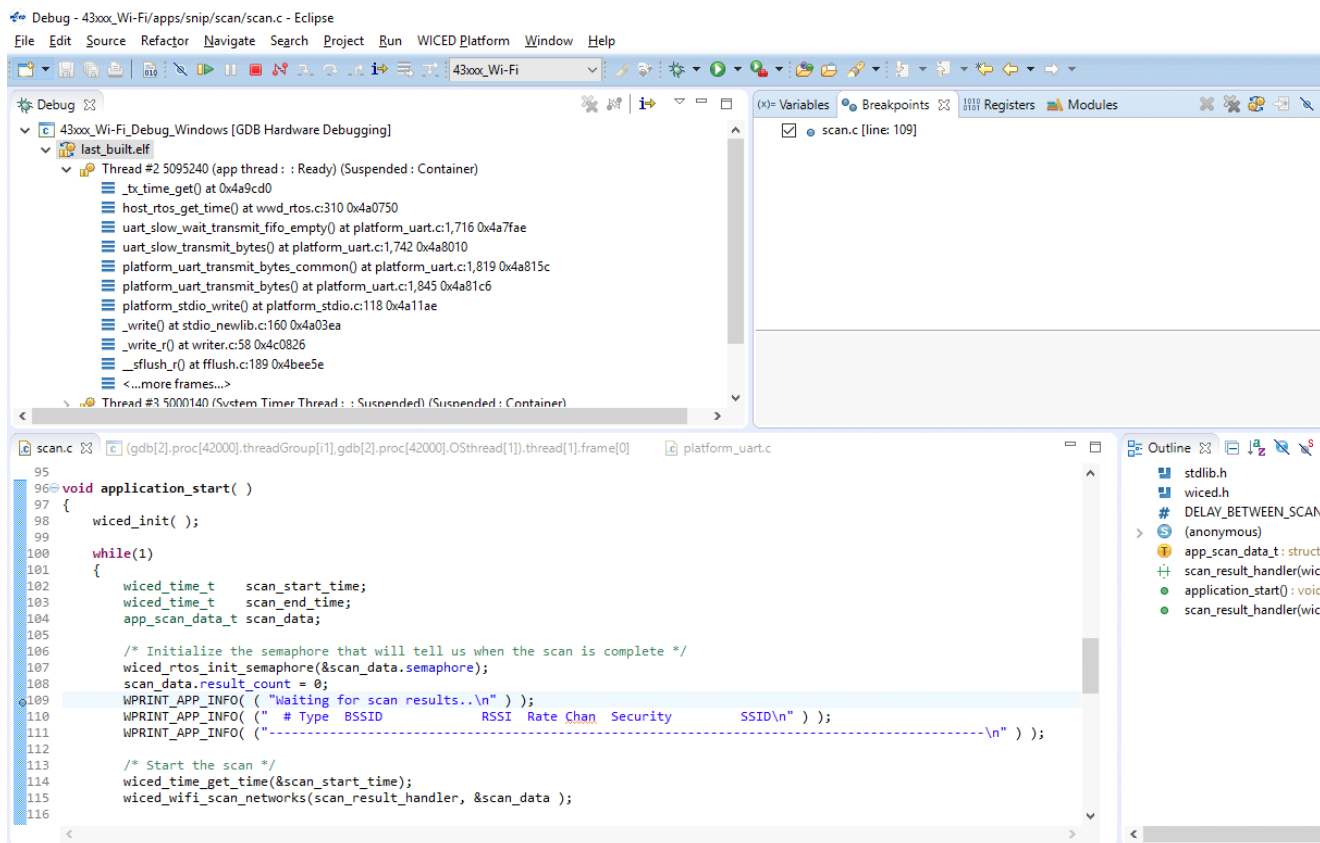 Debug - 43xxx_Wi-Fi/apps/snip/scan/scan.c - Eclipse
File Edit Source Refactor Navigate Search Project Run WICED Platform Window Help
010 43xxx_Wi-Fi
Debug
43xxx_Wi-Fi_Debug_Windows [GDB Hardware Debugging]
last_built.elf
Thread #2 5095240 (app thread : : Ready) (Suspended : Container)
_tx_time_get() at 0x4a9cd0
host_rtos_get_time() at wwd_rtos.c:310 0x4a0750
uart_slow_wait_transmit_fifo_empty() at platform_uart.c:1,716 0x4a7fae
uart_slow_transmit_bytes() at platform_uart.c:1,742 0x4a8010
platform_uart_transmit_bytes_common() at platform_uart.c:1,819 0x4a815c
platform_uart_transmit_bytes() at platform_uart.c:1,845 0x4a81c6
platform_stdio_write() at platform_stdio.c:118 0x4a11ae
_write() at stdio_newlib.c:160 0x4a03ea
_write_r() at writer.c:58 0x4c0826
__sflush_r() at fflush.c:189 0x4bee5e
<...more frames...>
Thread #3 5000140 (System Timer Thread : : Suspended) (Suspended : Container)
(x)= Variables Breakpoints 1010 0101 Registers Modules
scan.c [line: 109]
scan.c (gdb[2].proc[42000].threadGroup[i1],gdb[2].proc[42000].OSthread[1]).thread[1].frame[0] platform_uart.c
95
96 void application_start( )
97 {
98 wiced_init( );
99
100 while(1)
101 {
102 wiced_time_t scan_start_time;
103 wiced_time_t scan_end_time;
104 app_scan_data_t scan_data;
105
106 /* Initialize the semaphore that will tell us when the scan is complete */
107 wiced_rtos_init_semaphore(&scan_data.semaphore);
108 scan_data.result_count = 0;
109 WPRINT_APP_INFO( ( "Waiting for scan results..\n" ) );
110 WPRINT_APP_INFO( (" # Type BSSID RSSI Rate Chan Security SSID\n" ) );
111 WPRINT_APP_INFO( ("----------------------------------------------------------------------------------------------\n" ) );
112
113 /* Start the scan */
114 wiced_time_get_time(&scan_start_time);
115 wiced_wifi_scan_networks(scan_result_handler, &scan_data );
116
Outline
stdlib.h
wiced.h
# DELAY_BETWEEN_SCAN
(anonymous)
app_scan_data_t : struct
scan_result_handler(wic
application_start() : void
scan_result_handler(wic